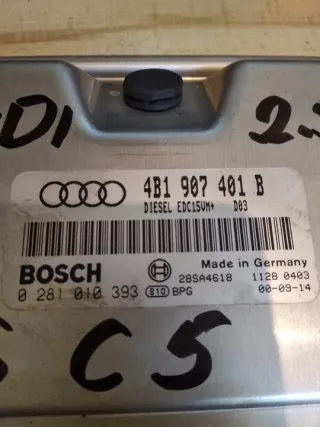 DI 2.
4B1 907 401 B
DIESEL EDC15VM+ D03
BOSCH
Made in Germany
28SA4618 1128 0403
0 281 010 393 810 BPG 00-09-14
C5